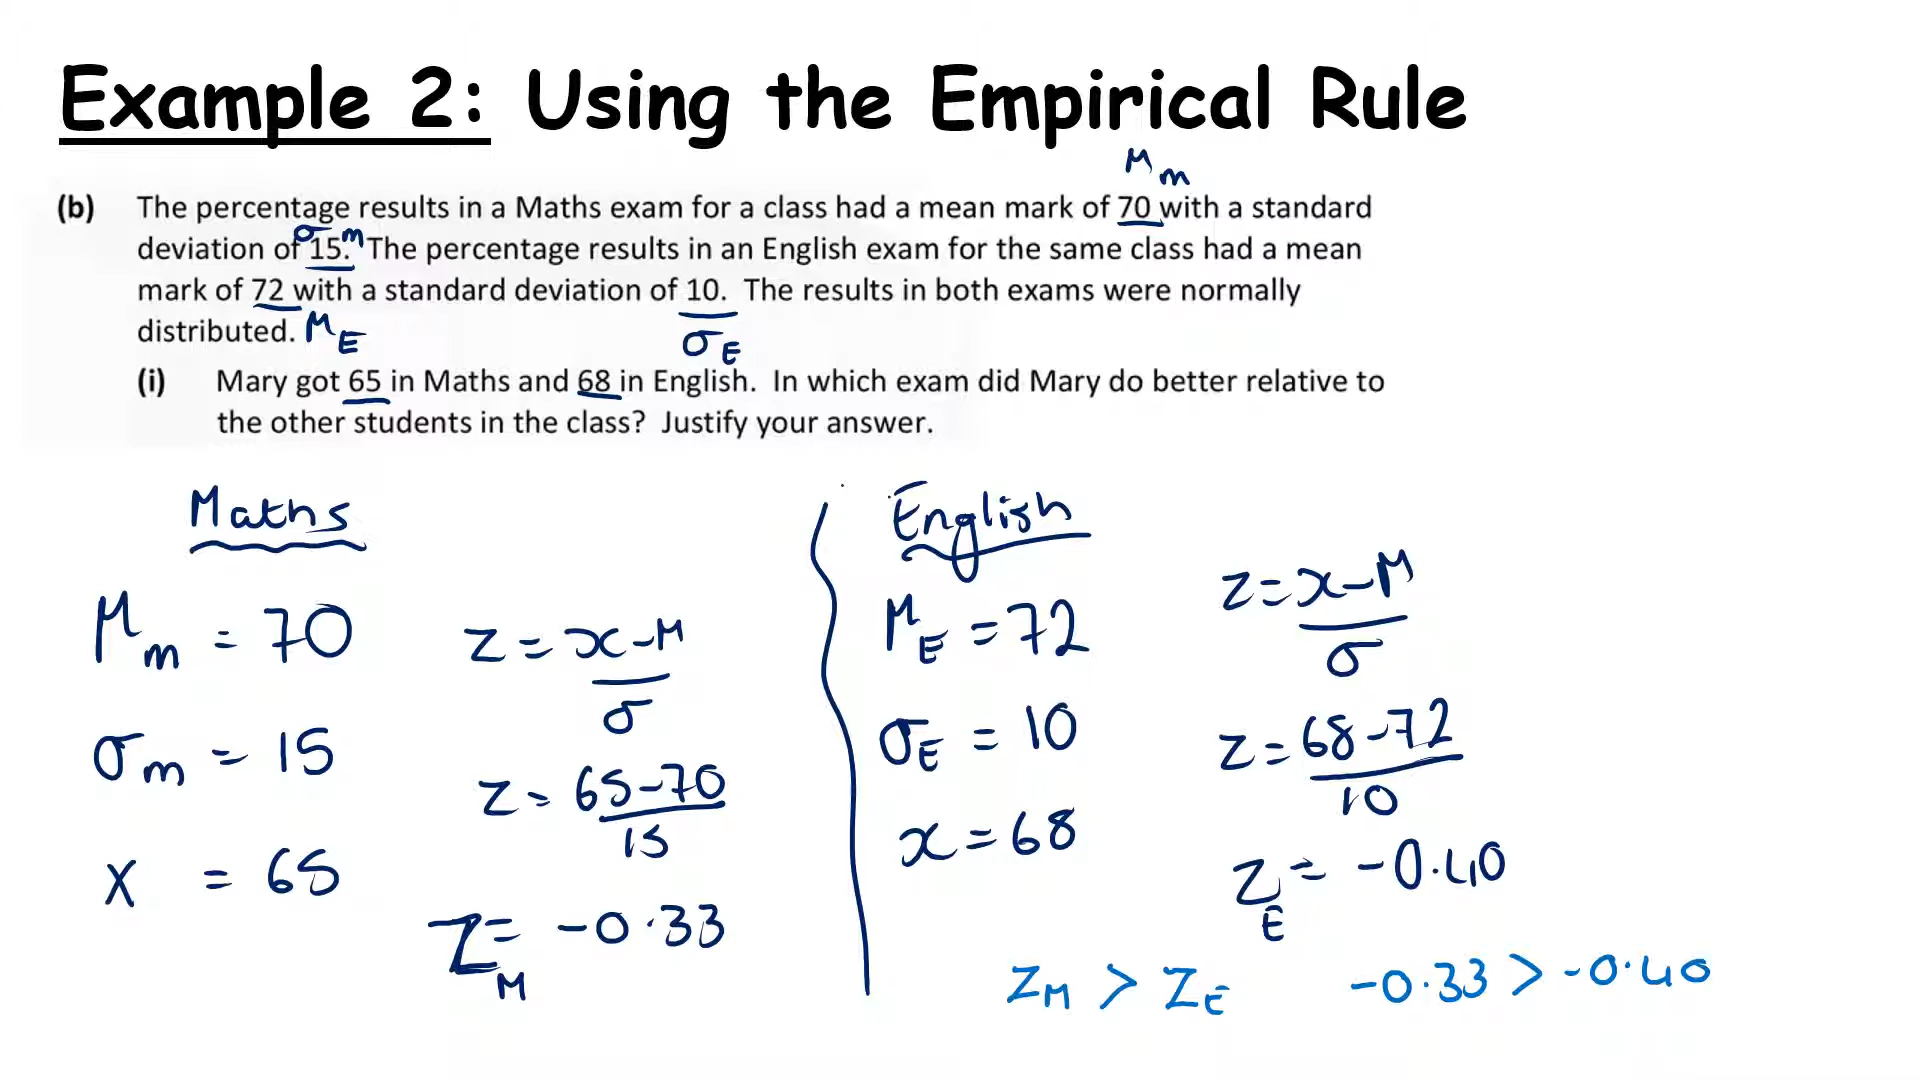 Example 2: Using the Empirical Rule
μm
(b) The percentage results in a Maths exam for a class had a mean mark of 70 with a standard
σm
deviation of 15. The percentage results in an English exam for the same class had a mean
mark of 72 with a standard deviation of 10. The results in both exams were normally
distributed. μE σE
(i) Mary got 65 in Maths and 68 in English. In which exam did Mary do better relative to
the other students in the class? Justify your answer.
Maths
μm = 70
σm = 15
x = 65
z = x-μ
σ
z = 65-70
15
ZM = -0.33
English
μE = 72
σE = 10
x = 68
z = x-μ
σ
z = 68-72
10
ZE = -0.40
ZM > ZE -0.33 > -0.40